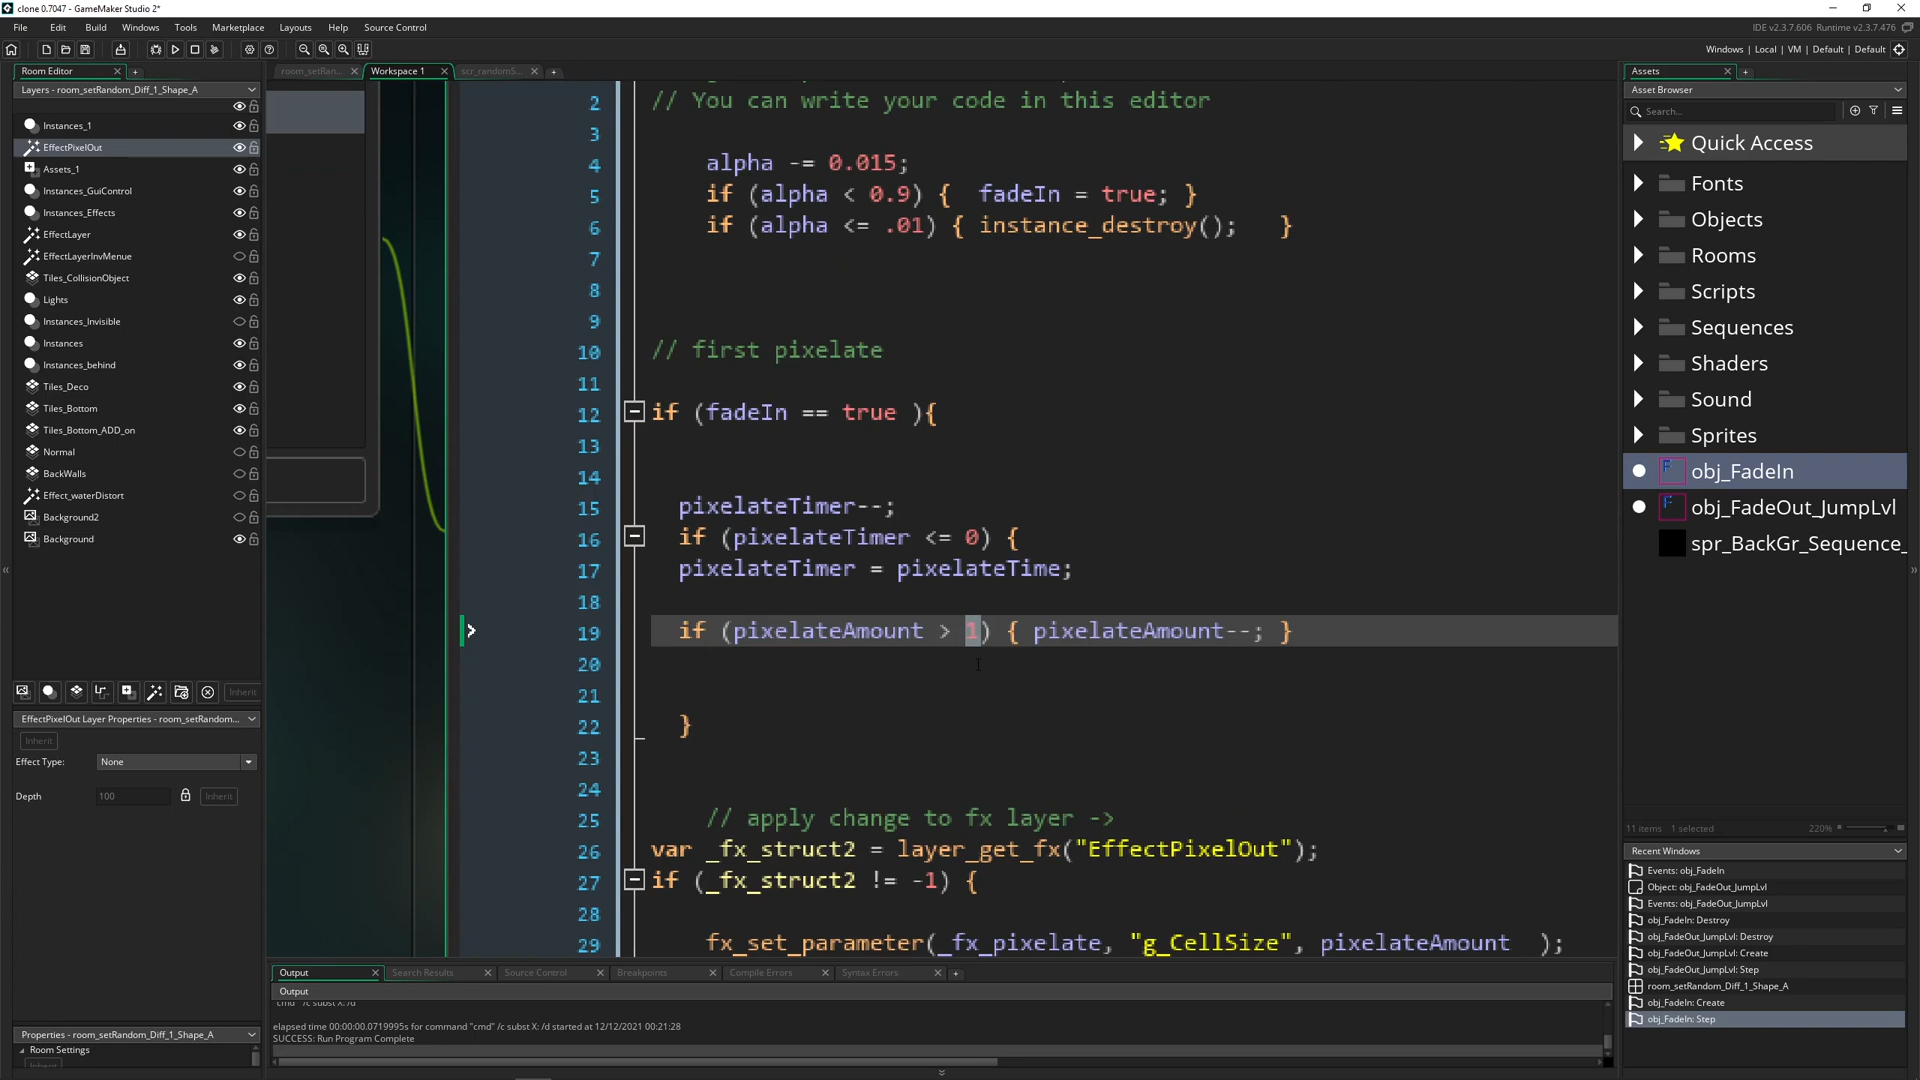 clone 0.7047 - GameMaker Studio 2*
File Edit Build Windows Tools Marketplace Layouts Help Source Control
IDE v2.3.7.606 Runtime v2.3.7.476
Windows | Local | VM | Default | Default
Room Editor
Layers - room_setRandom_Diff_1_Shape_A
Instances_1
EffectPixelOut
Assets_1
Instances_GuiControl
Instances_Effects
EffectLayer
EffectLayerInvMenue
Tiles_CollisionObject
Lights
Instances_Invisible
Instances
Instances_behind
Tiles_Deco
Tiles_Bottom
Tiles_Bottom_ADD_on
Normal
BackWalls
Effect_waterDistort
Background2
Background
Inherit
EffectPixelOut Layer Properties - room_setRandom...
Inherit
Effect Type: None
Depth 100 Inherit
Properties - room_setRandom_Diff_1_Shape_A
Room Settings
room_setRan... Workspace 1 scr_randomS...
2 // You can write your code in this editor
3
4 alpha -= 0.015;
5 if (alpha < 0.9) { fadeIn = true; }
6 if (alpha <= .01) { instance_destroy(); }
7
8
9
10 // first pixelate
11
12 if (fadeIn == true ){
13
14
15 pixelateTimer--;
16 if (pixelateTimer <= 0) {
17 pixelateTimer = pixelateTime;
18
19 if (pixelateAmount > 1) { pixelateAmount--; }
20
21
22 }
23
24
25 // apply change to fx layer ->
26 var _fx_struct2 = layer_get_fx("EffectPixelOut");
27 if (_fx_struct2 != -1) {
28
29 fx_set_parameter(_fx_pixelate, "g_CellSize", pixelateAmount );
Output Search Results Source Control Breakpoints Compile Errors Syntax Errors
Output
cmd" /c subst X: /d
elapsed time 00:00:00.0719995s for command "cmd" /c subst X: /d started at 12/12/2021 00:21:28
SUCCESS: Run Program Complete
Assets
Asset Browser
Search...
Quick Access
Fonts
Objects
Rooms
Scripts
Sequences
Shaders
Sound
Sprites
obj_FadeIn
obj_FadeOut_JumpLvl
spr_BackGr_Sequence_
11 items 1 selected 220%
Recent Windows
Events: obj_FadeIn
Object: obj_FadeOut_JumpLvl
Events: obj_FadeOut_JumpLvl
obj_FadeIn: Destroy
obj_FadeOut_JumpLvl: Destroy
obj_FadeOut_JumpLvl: Create
obj_FadeOut_JumpLvl: Step
room_setRandom_Diff_1_Shape_A
obj_FadeIn: Create
obj_FadeIn: Step